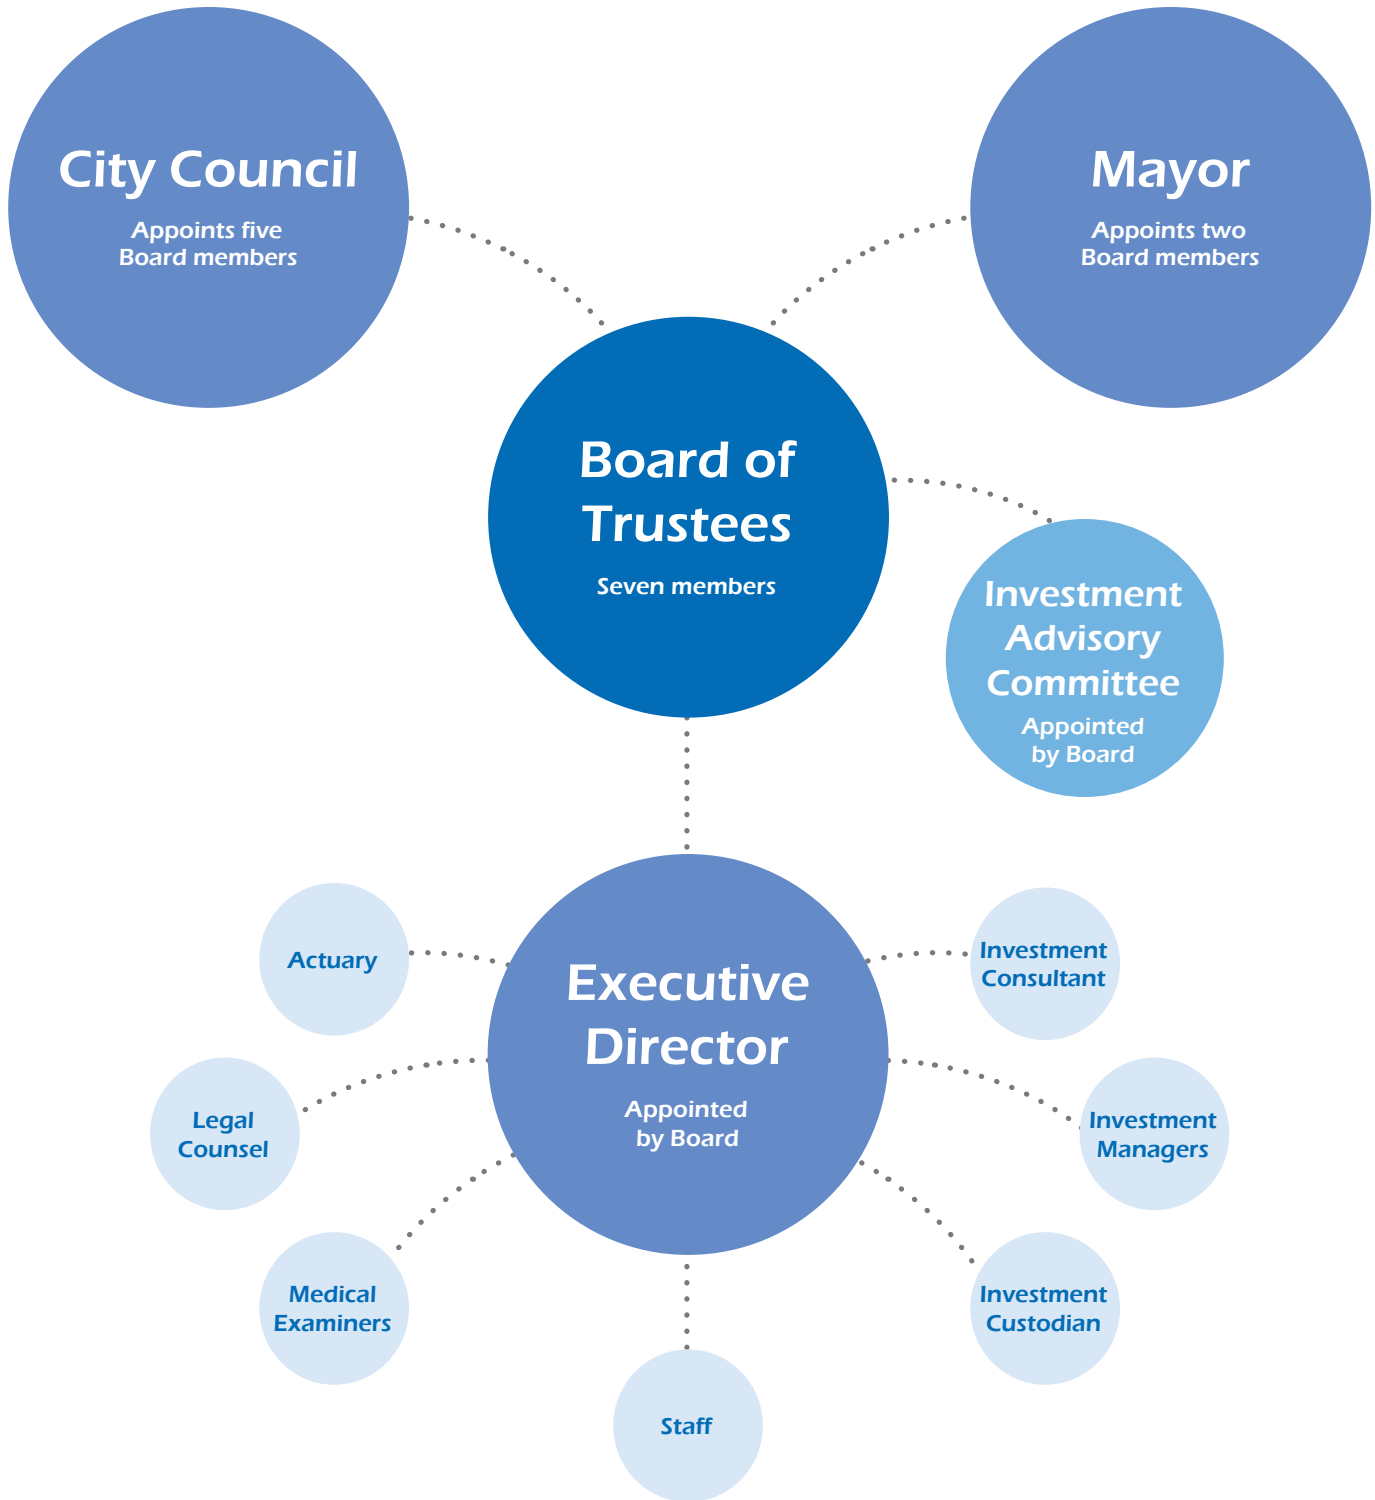 City Council
Appoints five
Board members
Mayor
Appoints two
Board members
Board of
Trustees
Seven members
Investment
Advisory
Committee
Appointed
by Board
Executive
Director
Appointed
by Board
Actuary
Legal
Counsel
Medical
Examiners
Staff
Investment
Consultant
Investment
Managers
Investment
Custodian